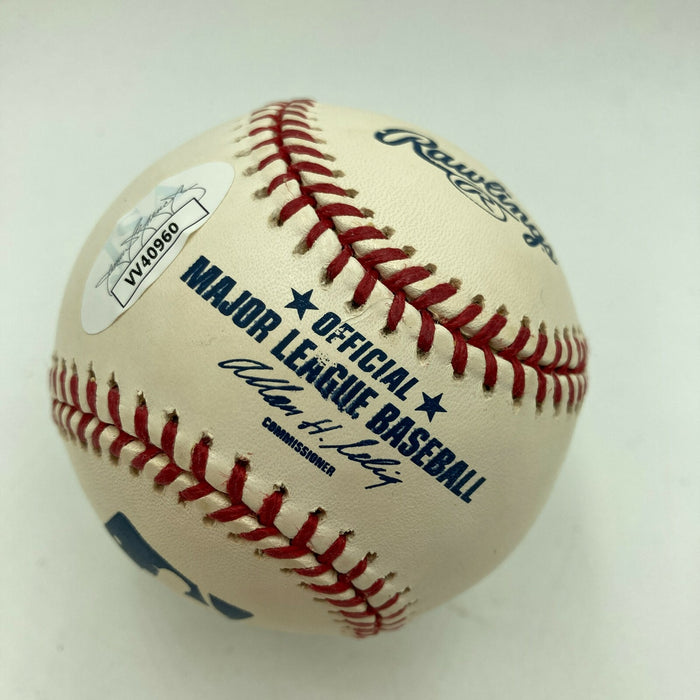 Rawlings
R
VV40960
OFFICIAL
MAJOR LEAGUE BASEBALL
Allan H. Selig
COMMISSIONER